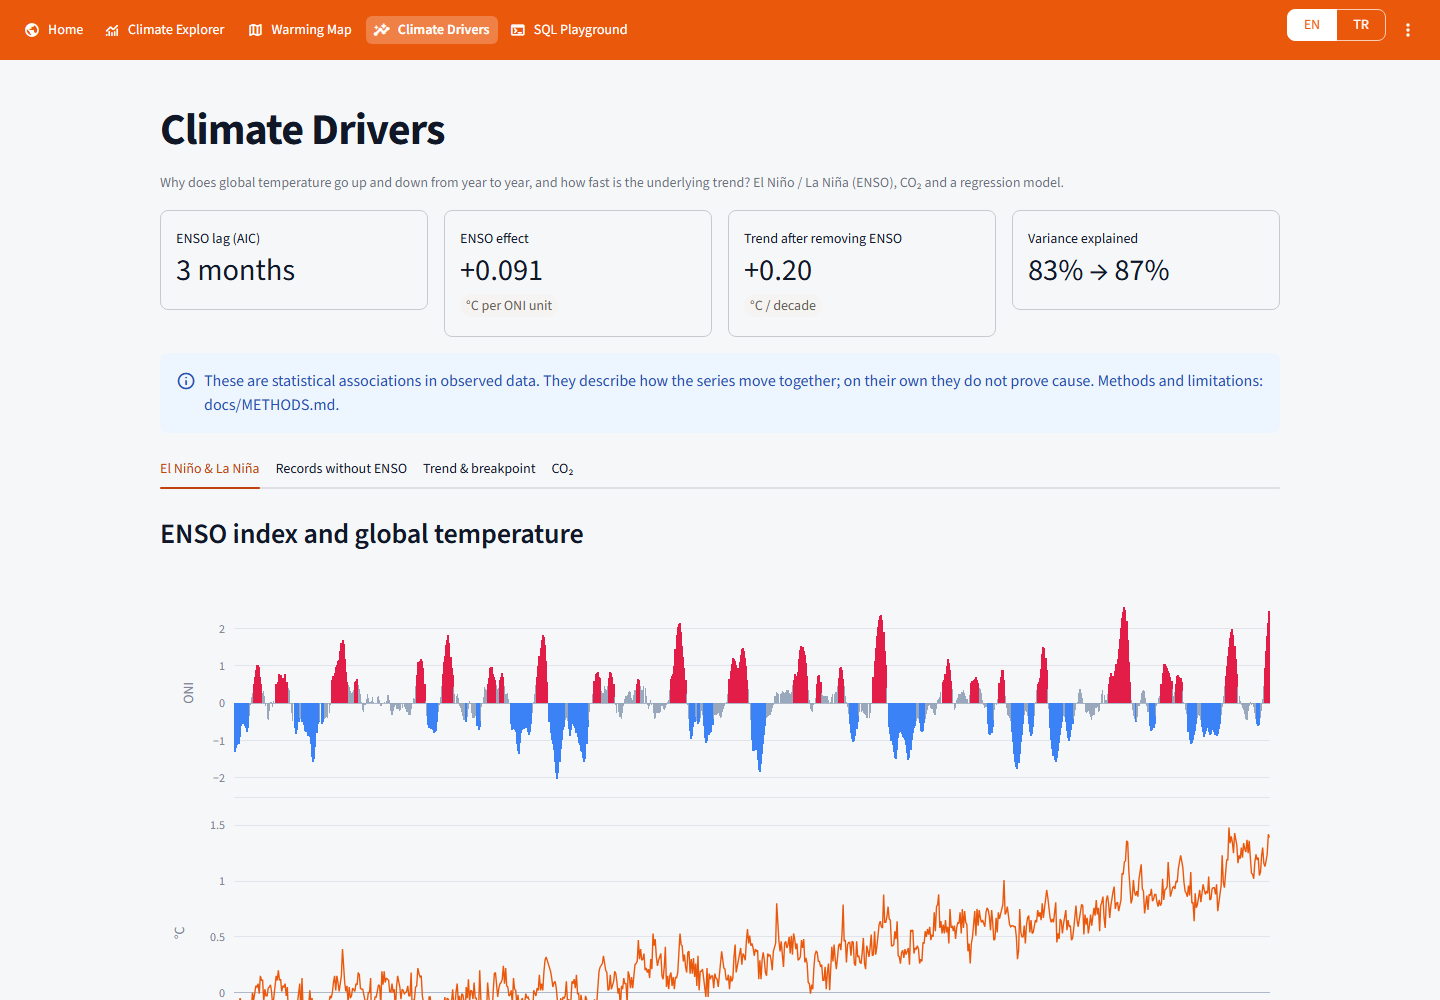 Home
Climate Explorer
Warming Map
Climate Drivers
SQL Playground
EN
TR
Climate Drivers
Why does global temperature go up and down from year to year, and how fast is the underlying trend? El Niño / La Niña (ENSO), CO₂ and a regression model.
ENSO lag (AIC)
3 months
ENSO effect
+0.091
°C per ONI unit
Trend after removing ENSO
+0.20
°C / decade
Variance explained
83% → 87%
These are statistical associations in observed data. They describe how the series move together; on their own they do not prove cause. Methods and limitations:
docs/METHODS.md.
El Niño & La Niña
Records without ENSO
Trend & breakpoint
CO₂
ENSO index and global temperature
2
1
0
−1
−2
ONI
1.5
1
0.5
0
°C